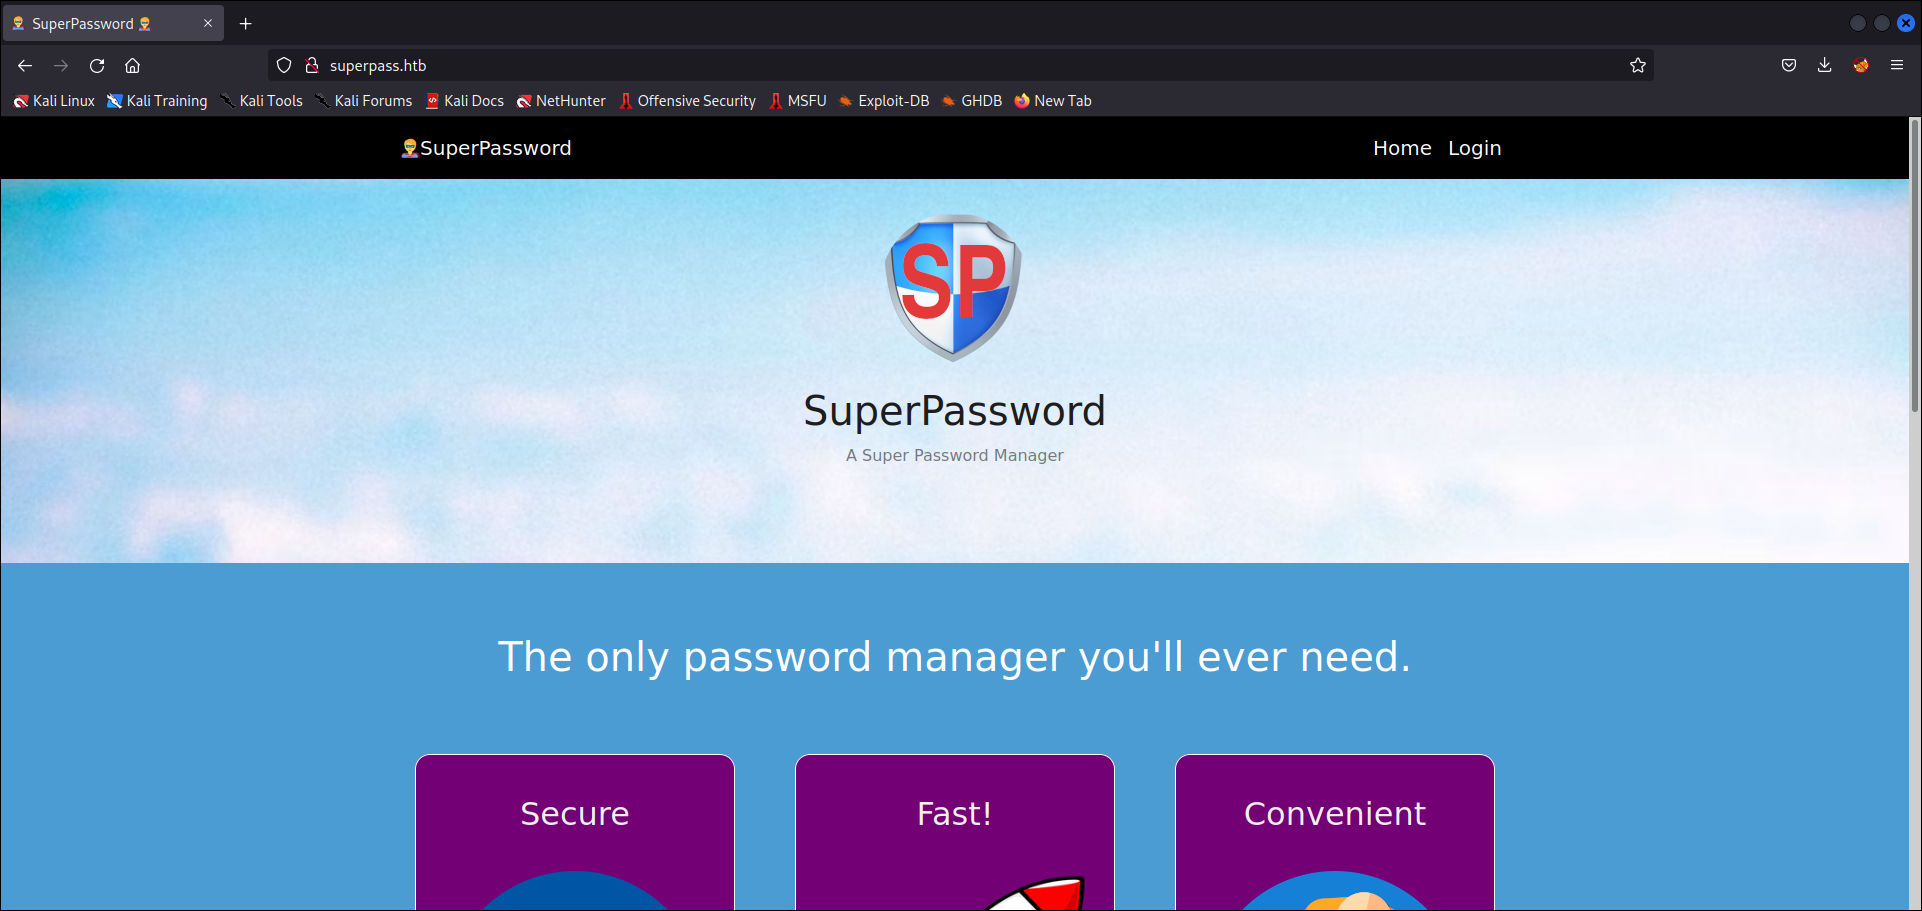 SuperPassword
superpass.htb
Kali Linux Kali Training Kali Tools Kali Forums Kali Docs NetHunter Offensive Security MSFU Exploit-DB GHDB New Tab
SuperPassword Home Login
SP
SuperPassword
A Super Password Manager
The only password manager you'll ever need.
Secure Fast! Convenient